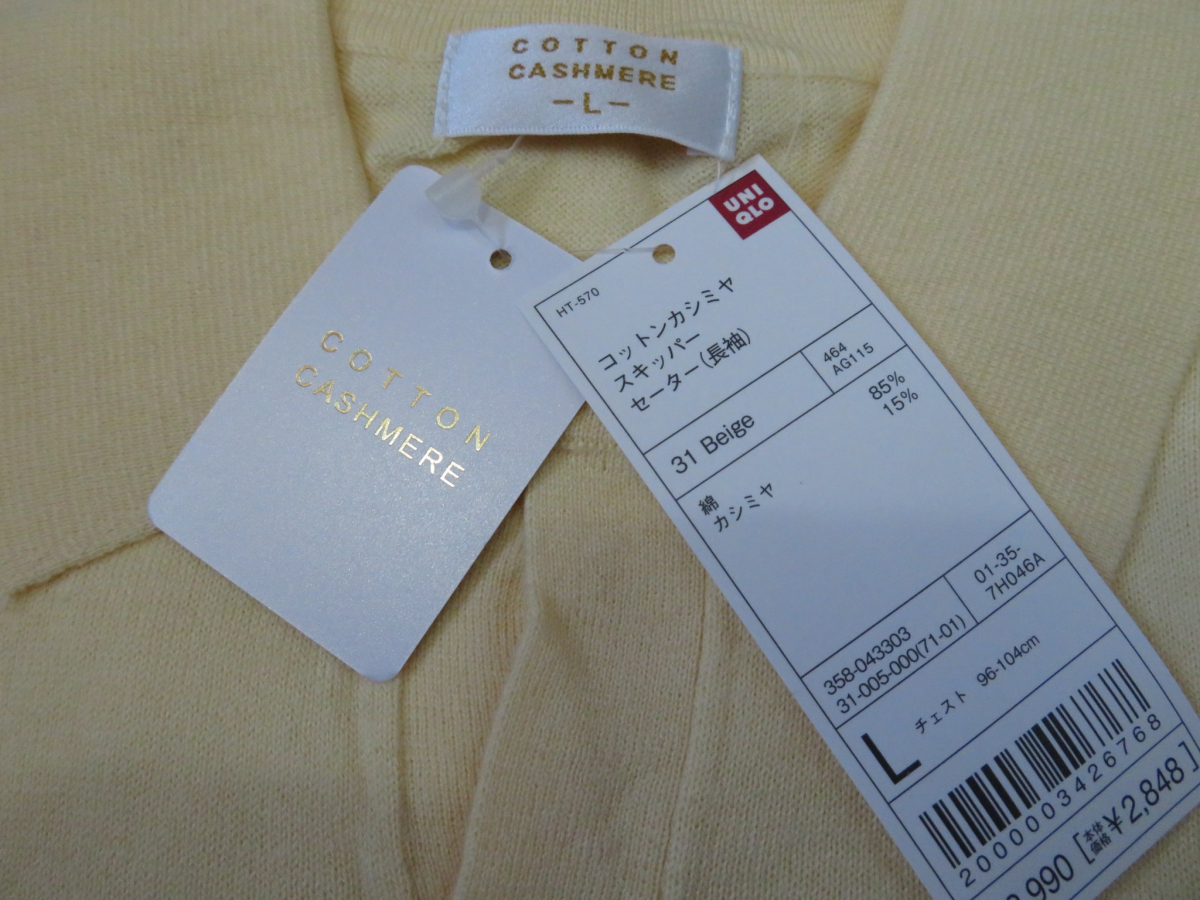 COTTON
CASHMERE
-L-
COTTON
CASHMERE
UNI
QLO
HT-570
コットンカシミヤ
スキッパー
セーター(長袖)
464
AG115
31 Beige
85%
15%
綿
カシミヤ
01-35-
7H046A
358-043303
31-005-000(71-01)
L チェスト 96-104cm
2000003426768
990 [本体価格¥2,848]